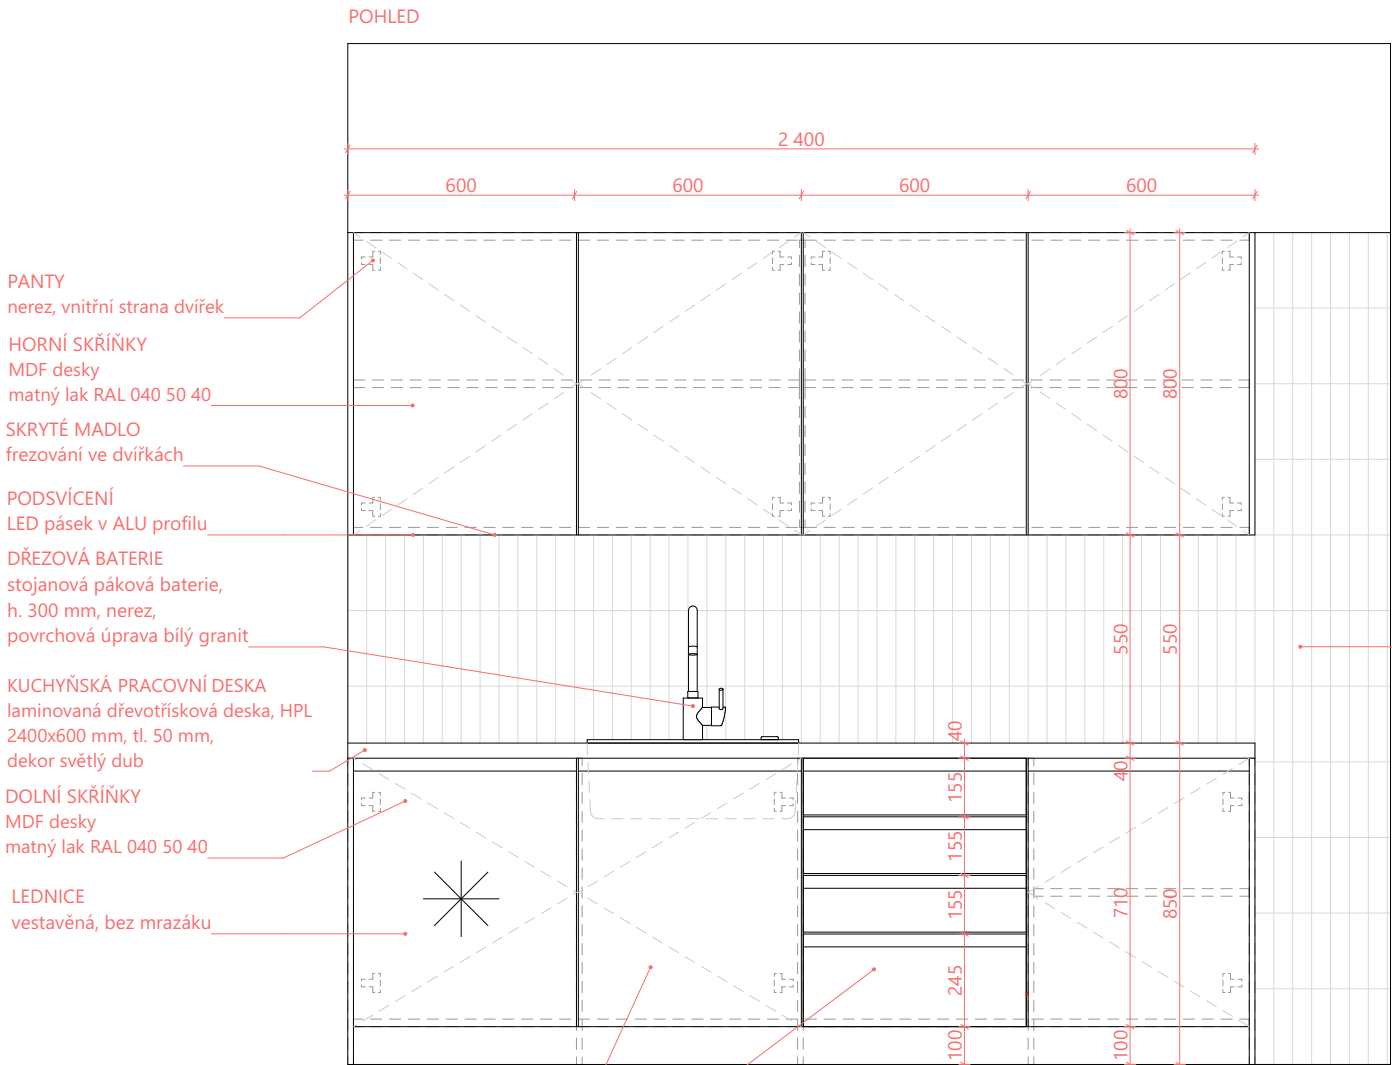 POHLED
2 400
600
600
600
600
PANTY
nerez, vnitřní strana dvířek
HORNÍ SKŘÍŇKY
MDF desky
matný lak RAL 040 50 40
SKRYTÉ MADLO
frezování ve dvířkách
PODSVÍCENÍ
LED pásek v ALU profilu
DŘEZOVÁ BATERIE
stojanová páková baterie,
h. 300 mm, nerez,
povrchová úprava bílý granit
KUCHYŇSKÁ PRACOVNÍ DESKA
laminovaná dřevotřísková deska, HPL
2400x600 mm, tl. 50 mm,
dekor světlý dub
DOLNÍ SKŘÍŇKY
MDF desky
matný lak RAL 040 50 40
LEDNICE
vestavěná, bez mrazáku
800
800
550
550
40
40
155
155
155
710
850
245
100
100